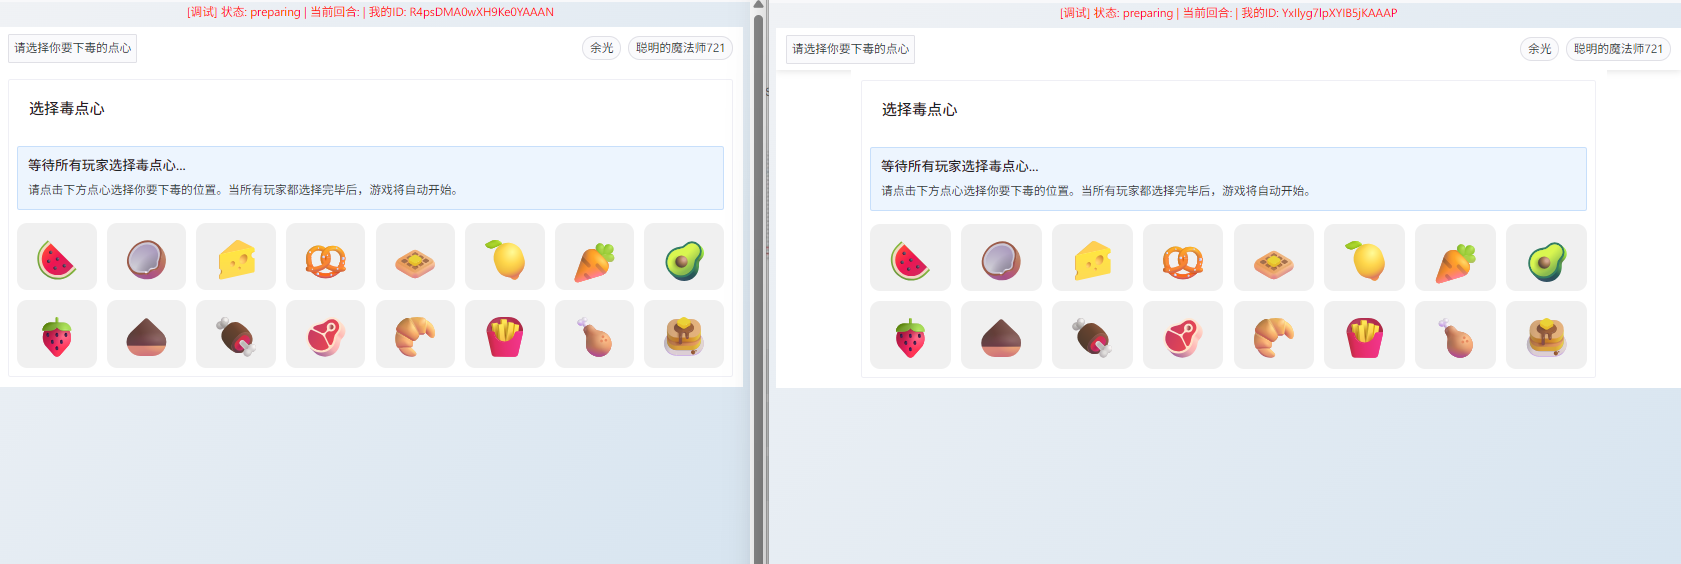 [调试] 状态: preparing | 当前回合: | 我的ID: R4psDMA0wXH9Ke0YAAAN
请选择你要下毒的点心
余光
聪明的魔法师721
选择毒点心
等待所有玩家选择毒点心...
请点击下方点心选择你要下毒的位置。当所有玩家都选择完毕后，游戏将自动开始。
[调试] 状态: preparing | 当前回合: | 我的ID: YxIlyg7lpXYIB5jKAAAP
请选择你要下毒的点心
余光
聪明的魔法师721
选择毒点心
等待所有玩家选择毒点心...
请点击下方点心选择你要下毒的位置。当所有玩家都选择完毕后，游戏将自动开始。